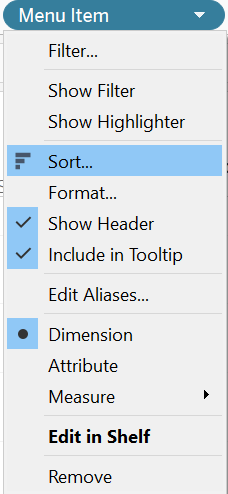 Menu Item
Filter...
Show Filter
Show Highlighter
Sort...
Format...
Show Header
Include in Tooltip
Edit Aliases...
Dimension
Attribute
Measure
Edit in Shelf
Remove